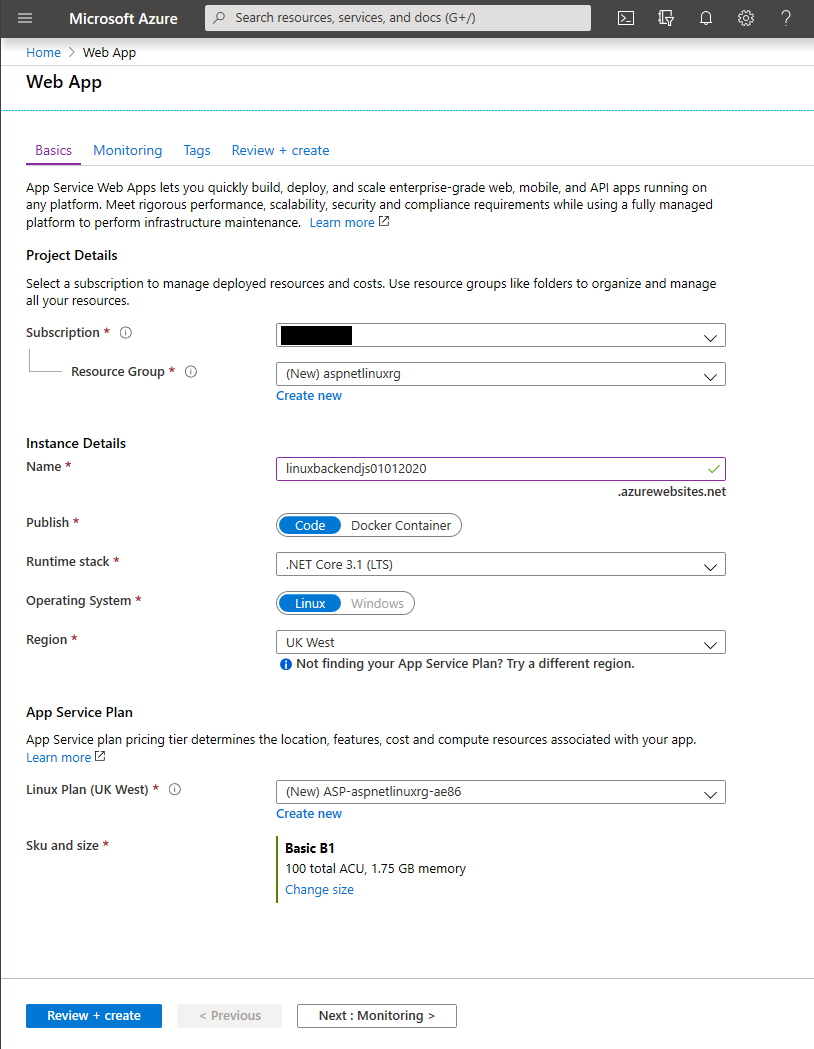 Microsoft Azure
Search resources, services, and docs (G+/)
Home > Web App
Web App
Basics Monitoring Tags Review + create
App Service Web Apps lets you quickly build, deploy, and scale enterprise-grade web, mobile, and API apps running on
any platform. Meet rigorous performance, scalability, security and compliance requirements while using a fully managed
platform to perform infrastructure maintenance. Learn more
Project Details
Select a subscription to manage deployed resources and costs. Use resource groups like folders to organize and manage
all your resources.
Subscription *
Resource Group * (New) aspnetlinuxrg
Create new
Instance Details
Name * linuxbackendjs01012020
.azurewebsites.net
Publish * Code Docker Container
Runtime stack * .NET Core 3.1 (LTS)
Operating System * Linux Windows
Region * UK West
Not finding your App Service Plan? Try a different region.
App Service Plan
App Service plan pricing tier determines the location, features, cost and compute resources associated with your app.
Learn more
Linux Plan (UK West) * (New) ASP-aspnetlinuxrg-ae86
Create new
Sku and size * Basic B1
100 total ACU, 1.75 GB memory
Change size
Review + create < Previous Next : Monitoring >